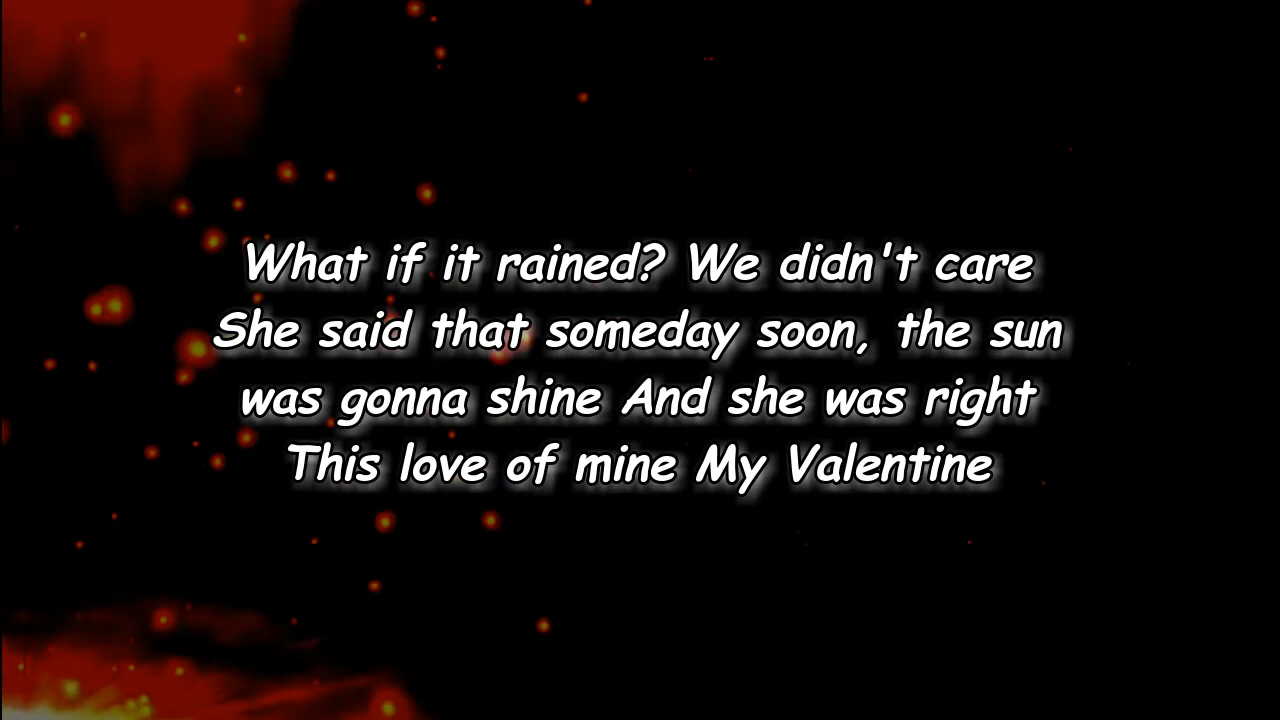 What if it rained? We didn't care
She said that someday soon, the sun
was gonna shine And she was right
This love of mine My Valentine